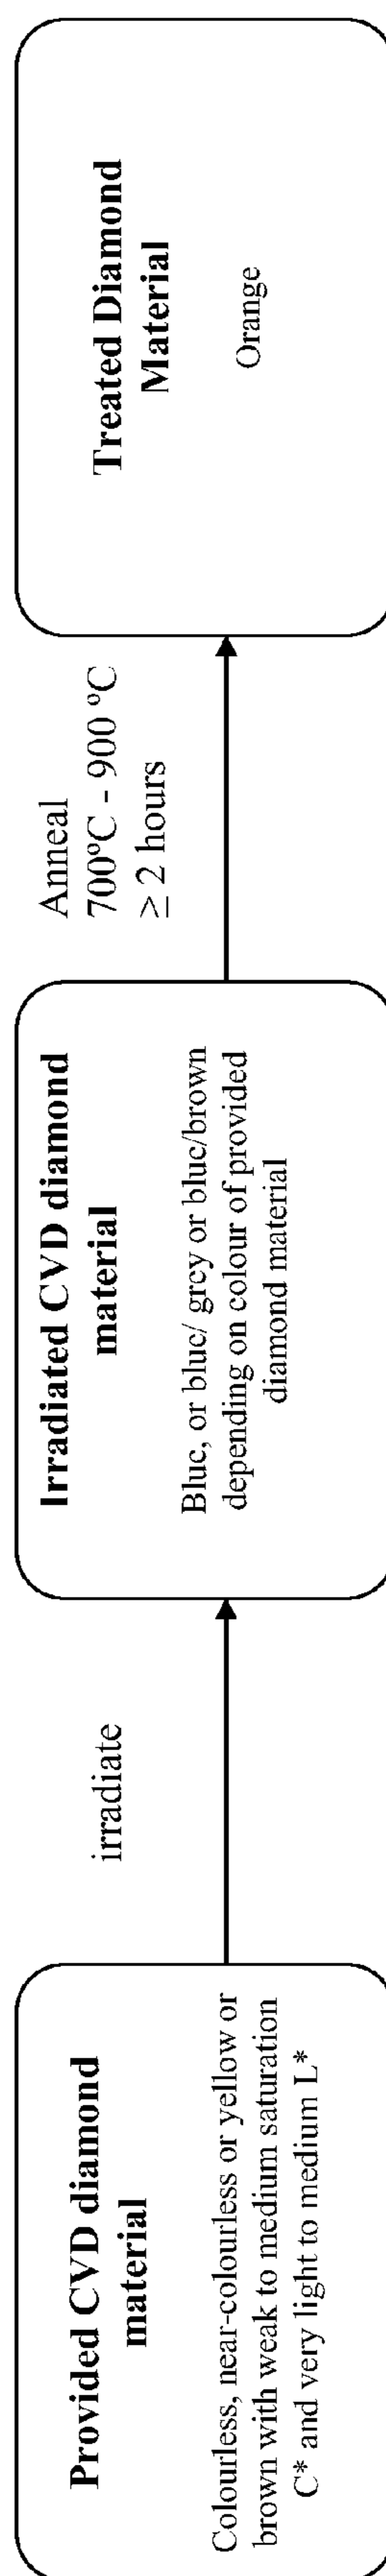 Provided CVD diamond
material
Colourless, near-colourless or yellow or
brown with weak to medium saturation
C* and very light to medium L*
irradiate
Irradiated CVD diamond
material
Bluc, or bluc/ grey or bluc/brown
depending on colour of provided
diamond material
Anneal
700°C - 900 °C
≥ 2 hours
Treated Diamond
Material
Orange